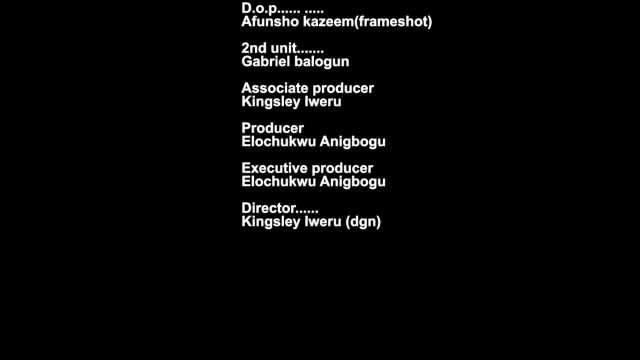 D.o.p...... .....
Afunsho kazeem(frameshot)
2nd unit.......
Gabriel balogun
Associate producer
Kingsley Iweru
Producer
Elochukwu Anigbogu
Executive producer
Elochukwu Anigbogu
Director......
Kingsley Iweru (dgn)